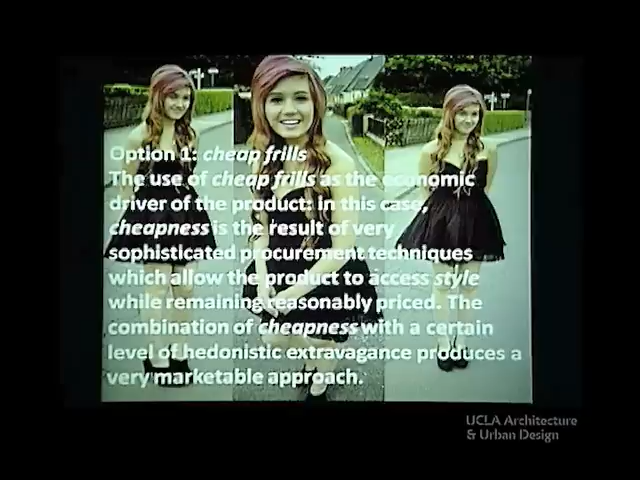 Option 1: cheap frills
The use of cheap frills as the economic
driver of the product: in this case,
cheapness is the result of very
sophisticated procurement techniques
which allow the product to access style
while remaining reasonably priced. The
combination of cheapness with a certain
level of hedonistic extravagance produces a
very marketable approach.
UCLA Architecture
& Urban Design